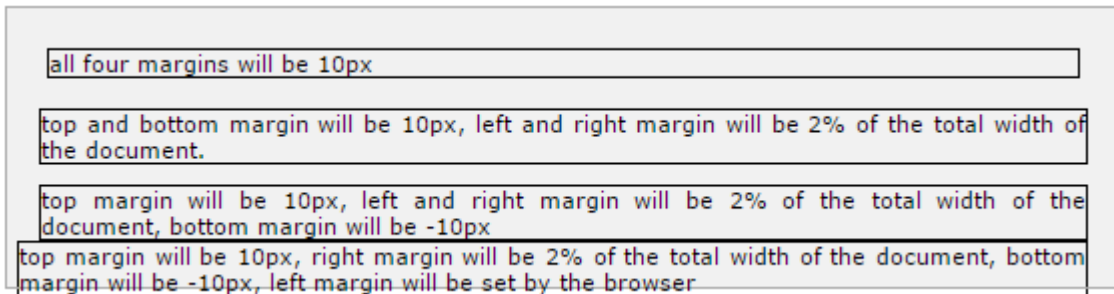 all four margins will be 10px
top and bottom margin will be 10px, left and right margin will be 2% of the total width of
the document.
top margin will be 10px, left and right margin will be 2% of the total width of the
document, bottom margin will be -10px
top margin will be 10px, right margin will be 2% of the total width of the document, bottom
margin will be -10px, left margin will be set by the browser